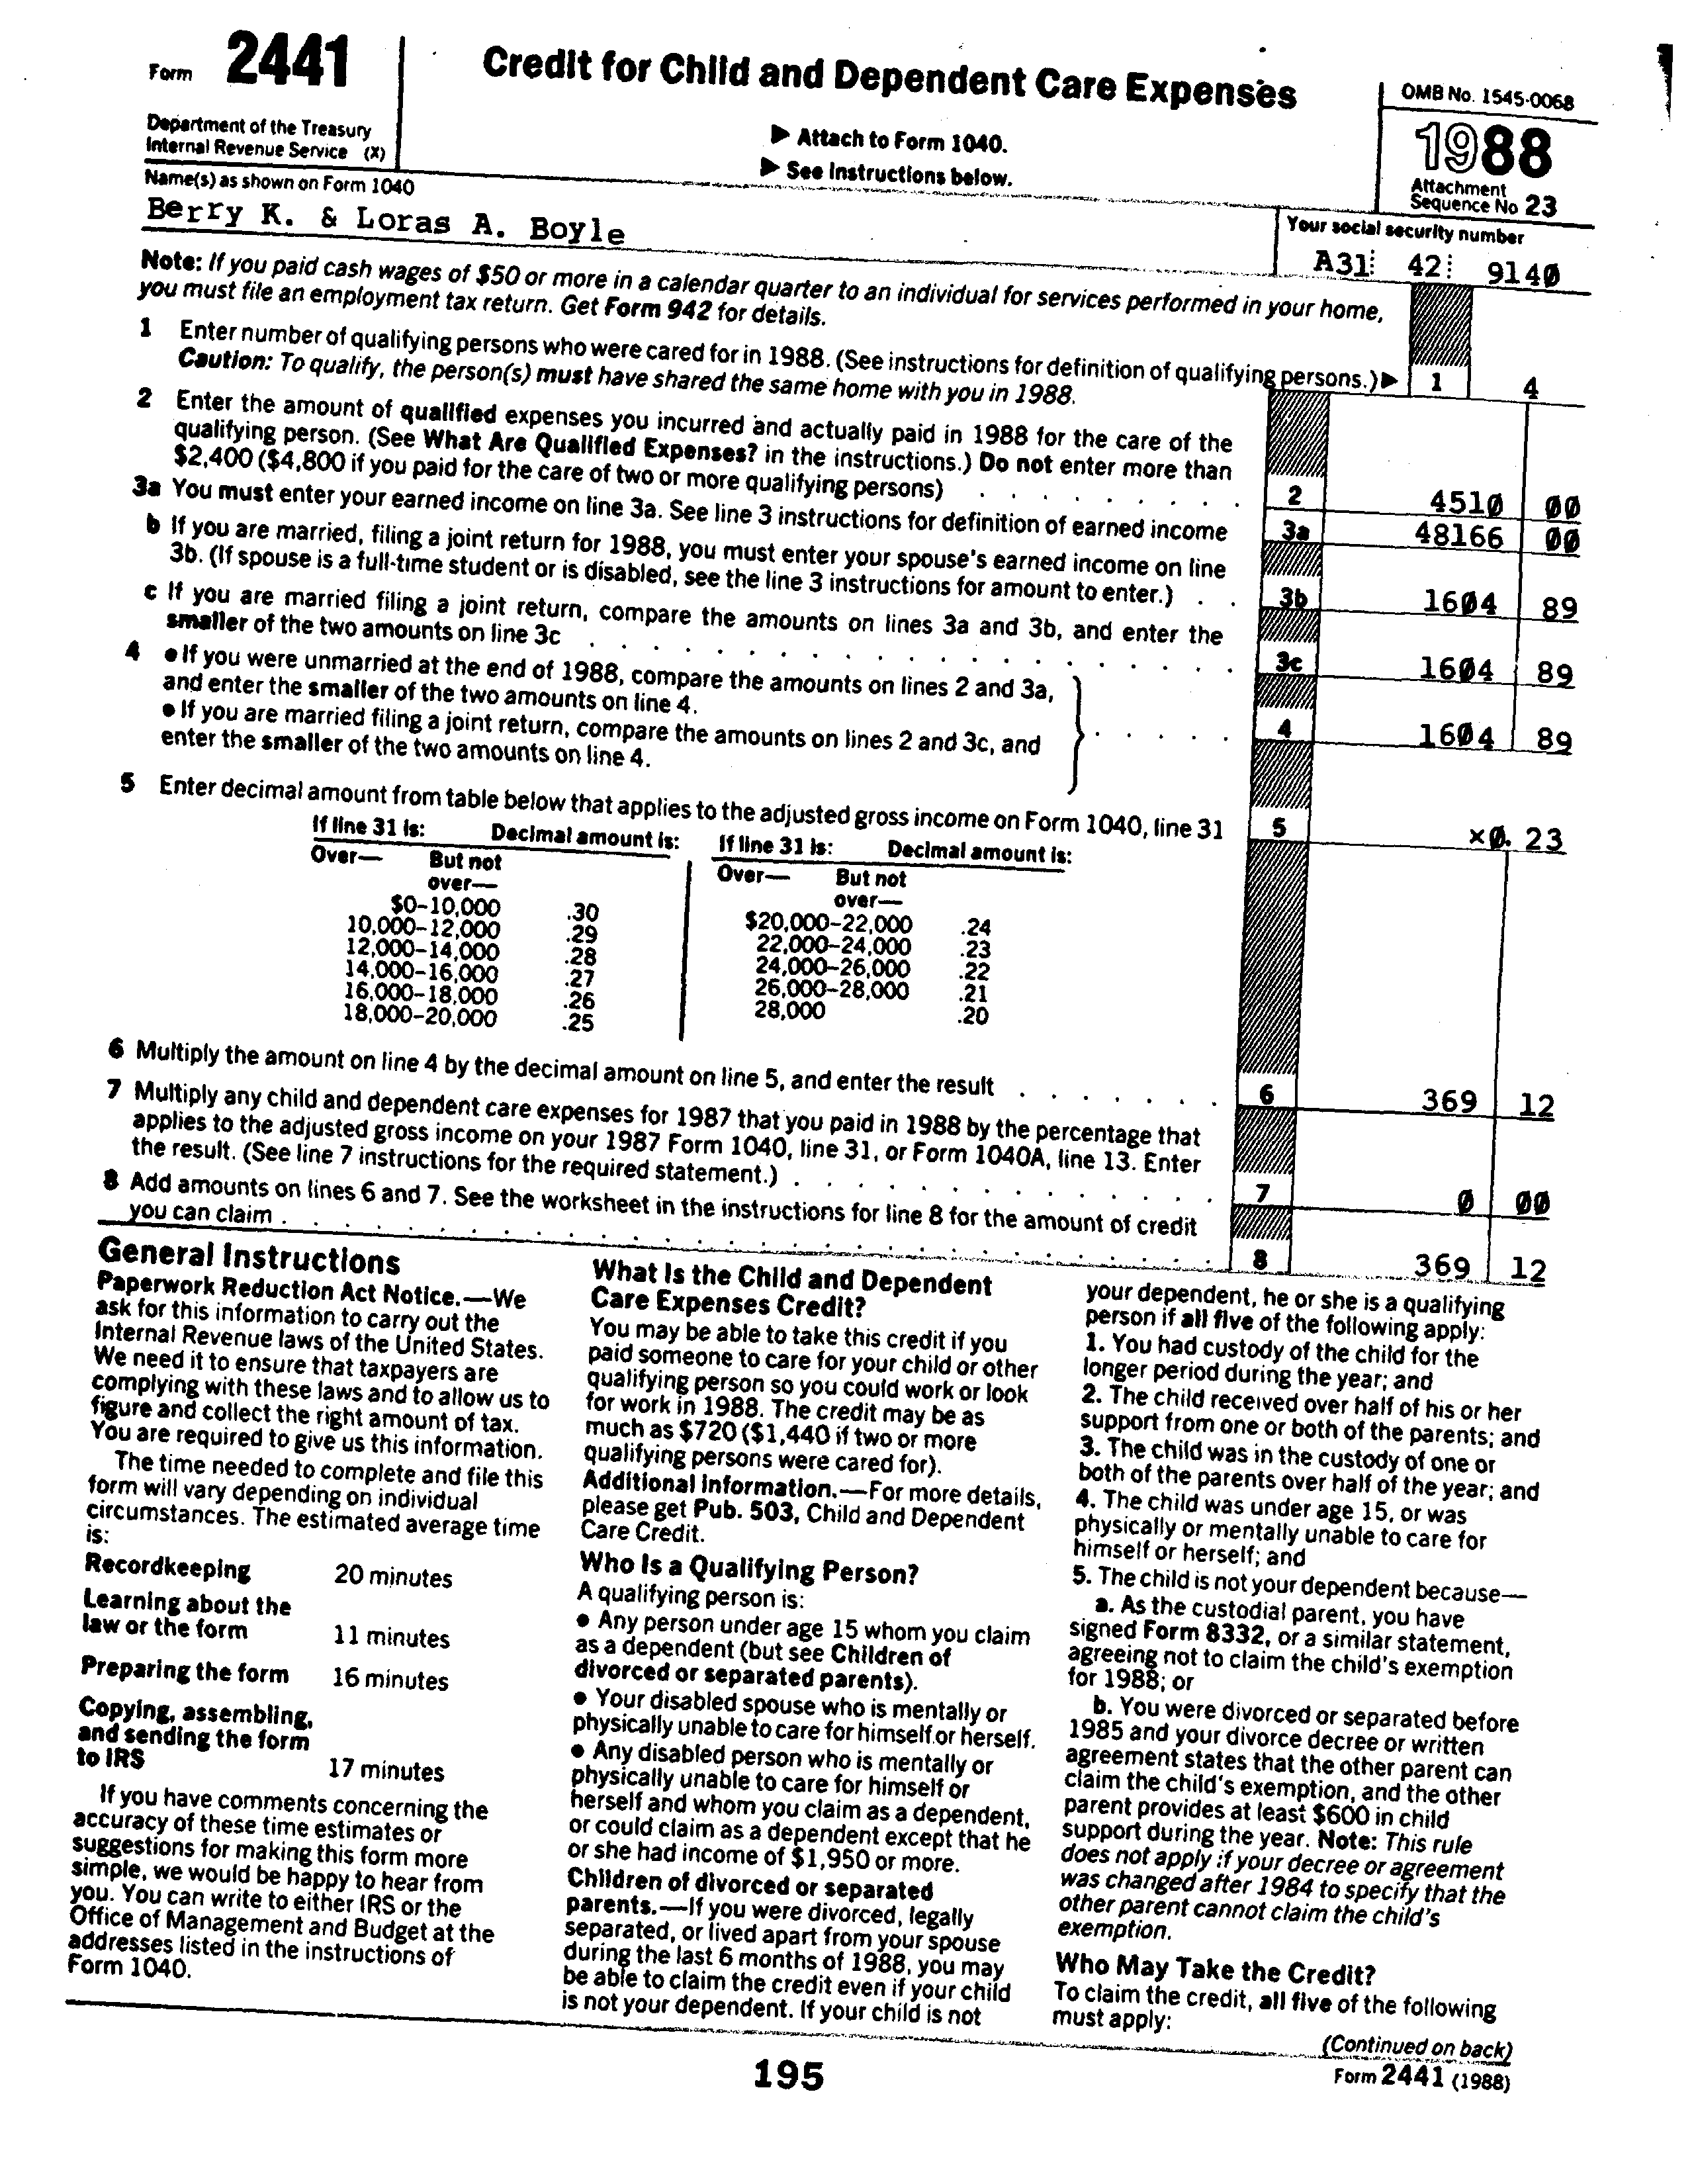 Form 2441
Credit for Child and Dependent Care Expenses
OMB No. 1545-0068
Department of the Treasury
Internal Revenue Service (X)
▶ Attach to Form 1040.
▶ See Instructions below.
1988
Attachment
Sequence No 23
Name(s) as shown on Form 1040
Berry K. & Loras A. Boyle
Your social security number
A31 42 9140
Note: If you paid cash wages of $50 or more in a calendar quarter to an individual for services performed in your home,
you must file an employment tax return. Get Form 942 for details.
1 Enter number of qualifying persons who were cared for in 1988. (See instructions for definition of qualifying persons.) ▶ 1 4
Caution: To qualify, the person(s) must have shared the same home with you in 1988.
2 Enter the amount of qualified expenses you incurred and actually paid in 1988 for the care of the
qualifying person. (See What Are Qualified Expenses? in the instructions.) Do not enter more than
$2,400 ($4,800 if you paid for the care of two or more qualifying persons) . . . . . . . . . 2 4510 00
3a You must enter your earned income on line 3a. See line 3 instructions for definition of earned income 3a 48166 00
b If you are married, filing a joint return for 1988, you must enter your spouse's earned income on line
3b. (If spouse is a full-time student or is disabled, see the line 3 instructions for amount to enter.) . . 3b 1604 89
c If you are married filing a joint return, compare the amounts on lines 3a and 3b, and enter the
smaller of the two amounts on line 3c . . . . . . . . . . . . . . . . . . 3c 1604 89
4 ● If you were unmarried at the end of 1988, compare the amounts on lines 2 and 3a,
and enter the smaller of the two amounts on line 4.
● If you are married filing a joint return, compare the amounts on lines 2 and 3c, and
enter the smaller of the two amounts on line 4.
. . . . . 4 1604 89
5 Enter decimal amount from table below that applies to the adjusted gross income on Form 1040, line 31 5 ×0. 23
If line 31 is: Decimal amount is: If line 31 is: Decimal amount is:
Over— But not Over— But not
over— over—
$0–10,000 .30 $20,000–22,000 .24
10,000–12,000 .29 22,000–24,000 .23
12,000–14,000 .28 24,000–26,000 .22
14,000–16,000 .27 26,000–28,000 .21
16,000–18,000 .26 28,000 .20
18,000–20,000 .25
6 Multiply the amount on line 4 by the decimal amount on line 5, and enter the result . . . . . . . 6 369 12
7 Multiply any child and dependent care expenses for 1987 that you paid in 1988 by the percentage that
applies to the adjusted gross income on your 1987 Form 1040, line 31, or Form 1040A, line 13. Enter
the result. (See line 7 instructions for the required statement.) . . . . . . . . . . . . . . 7 0 00
8 Add amounts on lines 6 and 7. See the worksheet in the instructions for line 8 for the amount of credit
you can claim . . . . . . . . . . . . . . . . . . . . . . . . . . . . . . 8 369 12
General Instructions
Paperwork Reduction Act Notice.—We
ask for this information to carry out the
Internal Revenue laws of the United States.
We need it to ensure that taxpayers are
complying with these laws and to allow us to
figure and collect the right amount of tax.
You are required to give us this information.
The time needed to complete and file this
form will vary depending on individual
circumstances. The estimated average time
is:
Recordkeeping 20 minutes
Learning about the
law or the form 11 minutes
Preparing the form 16 minutes
Copying, assembling,
and sending the form
to IRS 17 minutes
If you have comments concerning the
accuracy of these time estimates or
suggestions for making this form more
simple, we would be happy to hear from
you. You can write to either IRS or the
Office of Management and Budget at the
addresses listed in the instructions of
Form 1040.
What Is the Child and Dependent
Care Expenses Credit?
You may be able to take this credit if you
paid someone to care for your child or other
qualifying person so you could work or look
for work in 1988. The credit may be as
much as $720 ($1,440 if two or more
qualifying persons were cared for).
Additional Information.—For more details,
please get Pub. 503, Child and Dependent
Care Credit.
Who Is a Qualifying Person?
A qualifying person is:
● Any person under age 15 whom you claim
as a dependent (but see Children of
divorced or separated parents).
● Your disabled spouse who is mentally or
physically unable to care for himself or herself.
● Any disabled person who is mentally or
physically unable to care for himself or
herself and whom you claim as a dependent,
or could claim as a dependent except that he
or she had income of $1,950 or more.
Children of divorced or separated
parents.—If you were divorced, legally
separated, or lived apart from your spouse
during the last 6 months of 1988, you may
be able to claim the credit even if your child
is not your dependent. If your child is not
your dependent, he or she is a qualifying
person if all five of the following apply:
1. You had custody of the child for the
longer period during the year; and
2. The child received over half of his or her
support from one or both of the parents; and
3. The child was in the custody of one or
both of the parents over half of the year; and
4. The child was under age 15, or was
physically or mentally unable to care for
himself or herself; and
5. The child is not your dependent because—
a. As the custodial parent, you have
signed Form 8332, or a similar statement,
agreeing not to claim the child's exemption
for 1988; or
b. You were divorced or separated before
1985 and your divorce decree or written
agreement states that the other parent can
claim the child's exemption, and the other
parent provides at least $600 in child
support during the year. Note: This rule
does not apply if your decree or agreement
was changed after 1984 to specify that the
other parent cannot claim the child's
exemption.
Who May Take the Credit?
To claim the credit, all five of the following
must apply:
(Continued on back)
195
Form 2441 (1988)